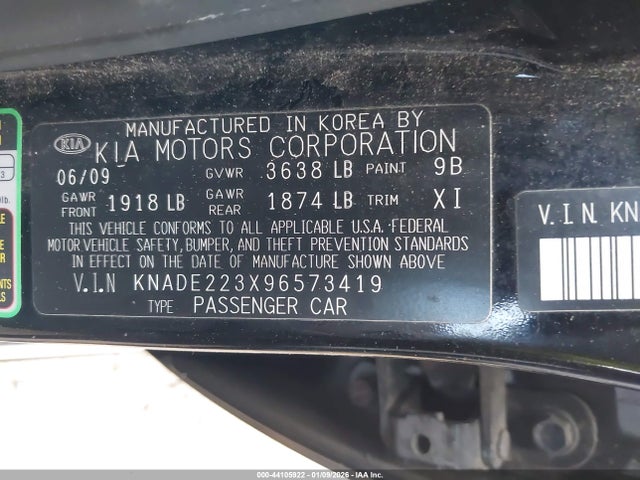 MANUFACTURED IN KOREA BY
KIA KIA MOTORS CORPORATION
06/09 GVWR 3638 LB PAINT 9B
GAWR FRONT 1918 LB GAWR REAR 1874 LB TRIM XI
THIS VEHICLE CONFORMS TO ALL APPLICABLE U.S.A. FEDERAL
MOTOR VEHICLE SAFETY, BUMPER, AND THEFT PREVENTION STANDARDS
IN EFFECT ON THE DATE OF MANUFACTURE SHOWN ABOVE
V.I.N KNADE223X96573419
TYPE PASSENGER CAR
V.I.N. KN
3
lb.
000-44105922 - 01/09/2026 - IAA Inc.